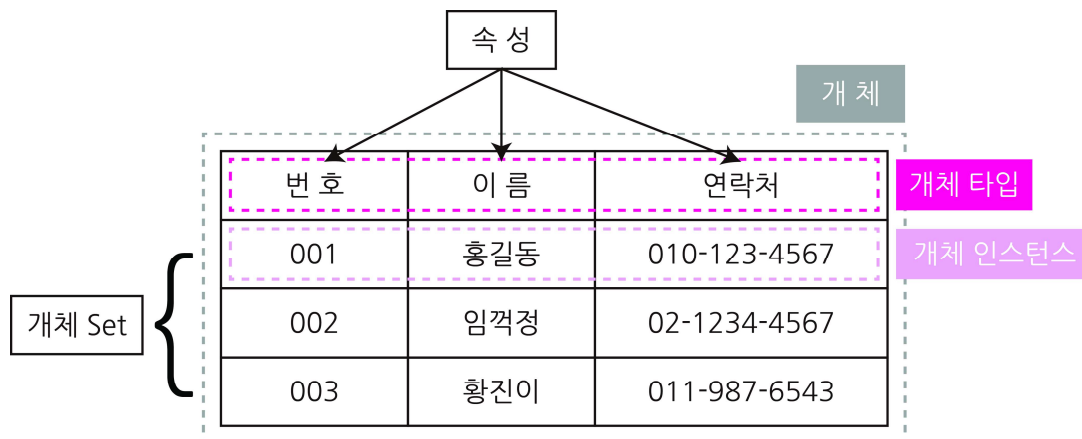 속 성
개 체
번 호 이 름 연락처 개체 타입
001 홍길동 010-123-4567 개체 인스턴스
개체 Set
002 임꺽정 02-1234-4567
003 황진이 011-987-6543